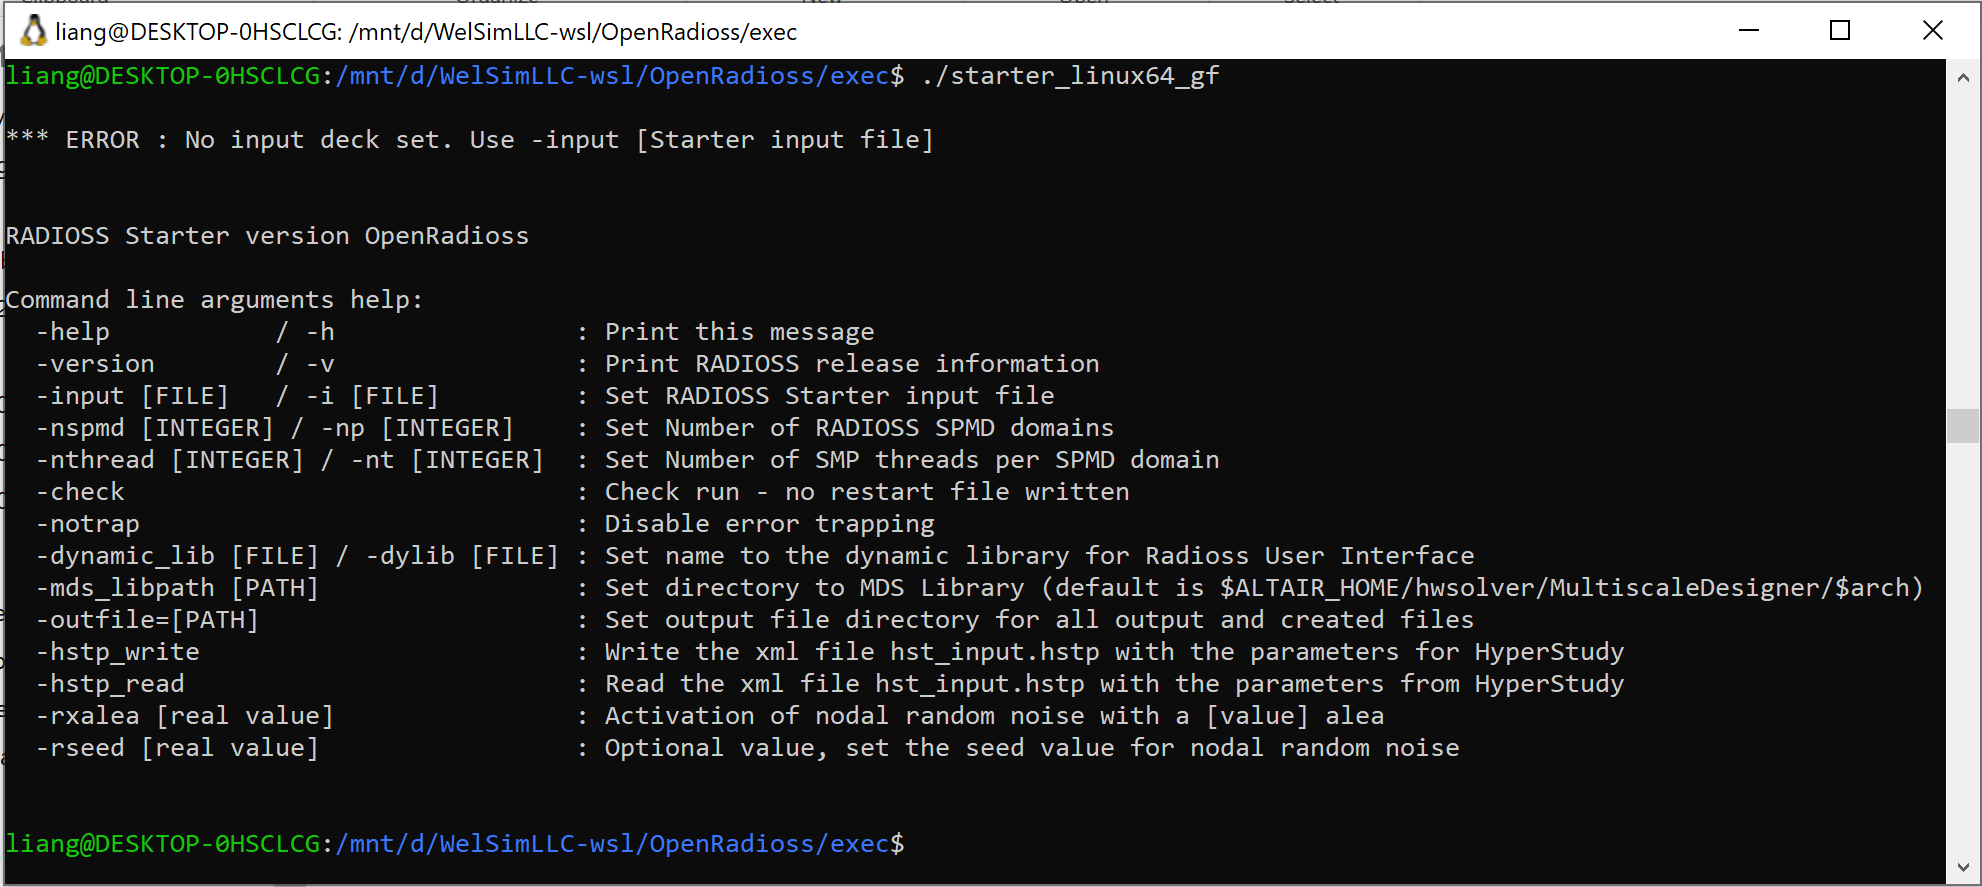 liang@DESKTOP-0HSCLCG: /mnt/d/WelSimLLC-wsl/OpenRadioss/exec
liang@DESKTOP-0HSCLCG:/mnt/d/WelSimLLC-wsl/OpenRadioss/exec$ ./starter_linux64_gf
*** ERROR : No input deck set. Use -input [Starter input file]
RADIOSS Starter version OpenRadioss
Command line arguments help:
-help / -h : Print this message
-version / -v : Print RADIOSS release information
-input [FILE] / -i [FILE] : Set RADIOSS Starter input file
-nspmd [INTEGER] / -np [INTEGER] : Set Number of RADIOSS SPMD domains
-nthread [INTEGER] / -nt [INTEGER] : Set Number of SMP threads per SPMD domain
-check : Check run - no restart file written
-notrap : Disable error trapping
-dynamic_lib [FILE] / -dylib [FILE] : Set name to the dynamic library for Radioss User Interface
-mds_libpath [PATH] : Set directory to MDS Library (default is $ALTAIR_HOME/hwsolver/MultiscaleDesigner/$arch)
-outfile=[PATH] : Set output file directory for all output and created files
-hstp_write : Write the xml file hst_input.hstp with the parameters for HyperStudy
-hstp_read : Read the xml file hst_input.hstp with the parameters from HyperStudy
-rxalea [real value] : Activation of nodal random noise with a [value] alea
-rseed [real value] : Optional value, set the seed value for nodal random noise
liang@DESKTOP-0HSCLCG:/mnt/d/WelSimLLC-wsl/OpenRadioss/exec$